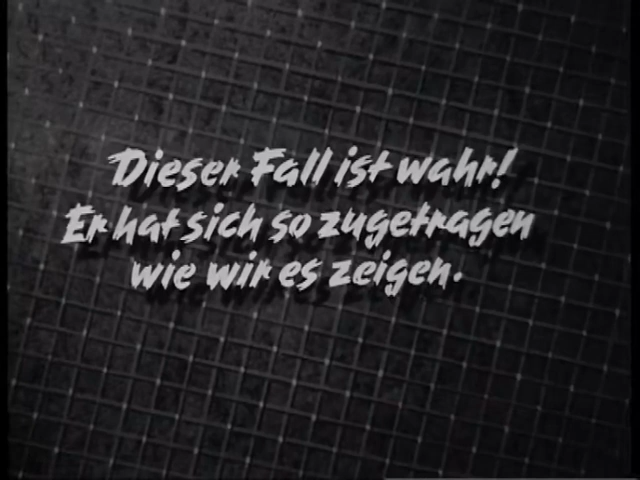 Dieser Fall ist wahr!
Er hat sich so zugetragen
wie wir es zeigen.